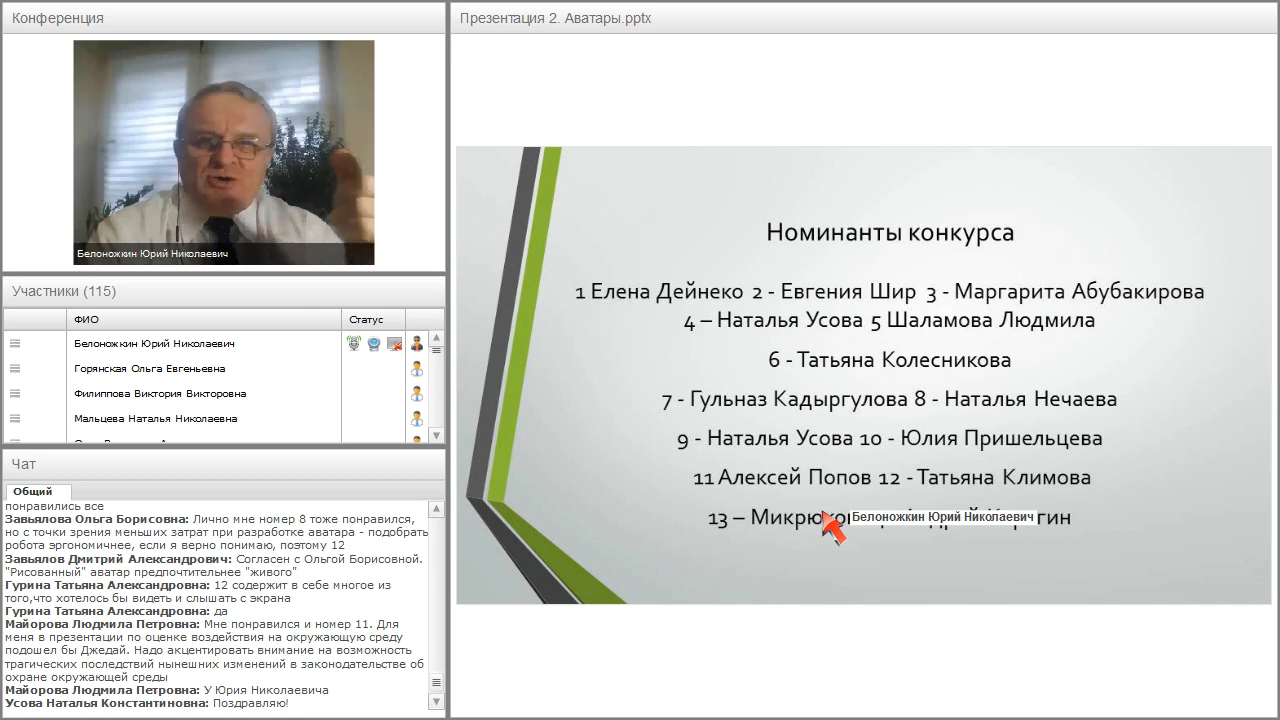 Конференция
Белоножкин Юрий Николаевич
Участники (115)
ФИО Статус
Белоножкин Юрий Николаевич
Горянская Ольга Евгеньевна
Филиппова Виктория Викторовна
Мальцева Наталья Николаевна
Чат
Общий
понравились все
Завьялова Ольга Борисовна: Лично мне номер 8 тоже понравился,
но с точки зрения меньших затрат при разработке аватара - подобрать
робота эргономичнее, если я верно понимаю, поэтому 12
Завьялов Дмитрий Александрович: Согласен с Ольгой Борисовной.
"Рисованный" аватар предпочтительнее "живого"
Гурина Татьяна Александровна: 12 содержит в себе многое из
того,что хотелось бы видеть и слышать с экрана
Гурина Татьяна Александровна: да
Майорова Людмила Петровна: Мне понравился и номер 11. Для
меня в презентации по оценке воздействия на окружающую среду
подошел бы Джедай. Надо акцентировать внимание на возможность
трагических последствий нынешних изменений в законодательстве об
охране окружающей среды
Майорова Людмила Петровна: У Юрия Николаевича
Усова Наталья Константиновна: Поздравляю!
Презентация 2. Аватары.pptx
Номинанты конкурса
1 Елена Дейнеко 2 - Евгения Шир 3 - Маргарита Абубакирова
4 – Наталья Усова 5 Шаламова Людмила
6 - Татьяна Колесникова
7 - Гульназ Кадыргулова 8 - Наталья Нечаева
9 - Наталья Усова 10 - Юлия Пришельцева
11 Алексей Попов 12 - Татьяна Климова
13 –
Белоножкин Юрий Николаевич